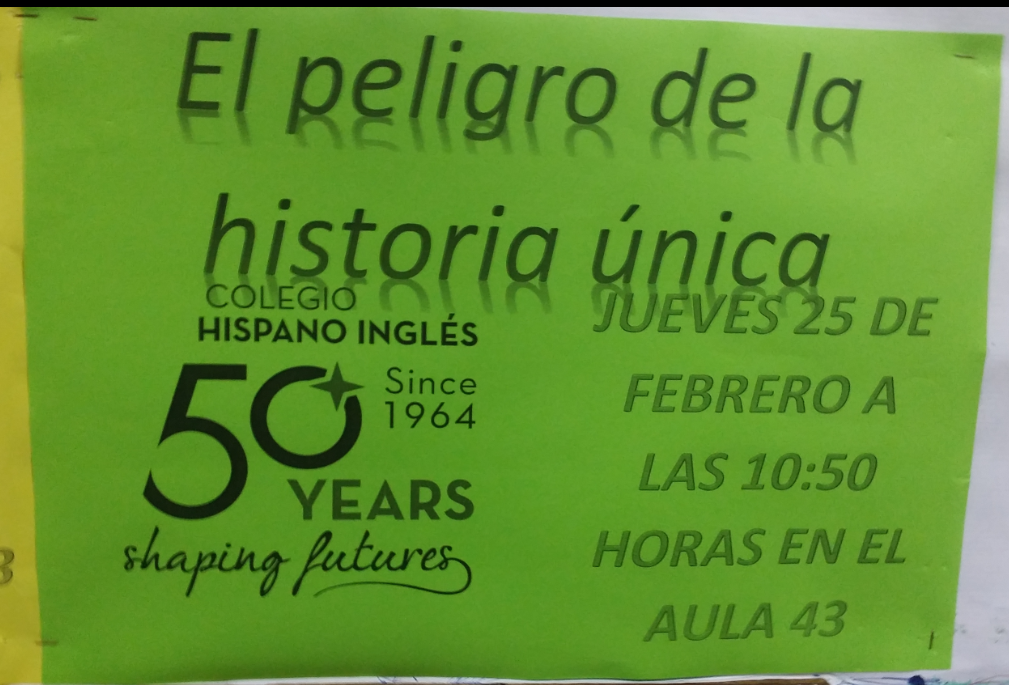 El peligro de la
historia única
COLEGIO
HISPANO INGLÉS
50
Since
1964
YEARS
shaping futures
JUEVES 25 DE
FEBRERO A
LAS 10:50
HORAS EN EL
AULA 43
3